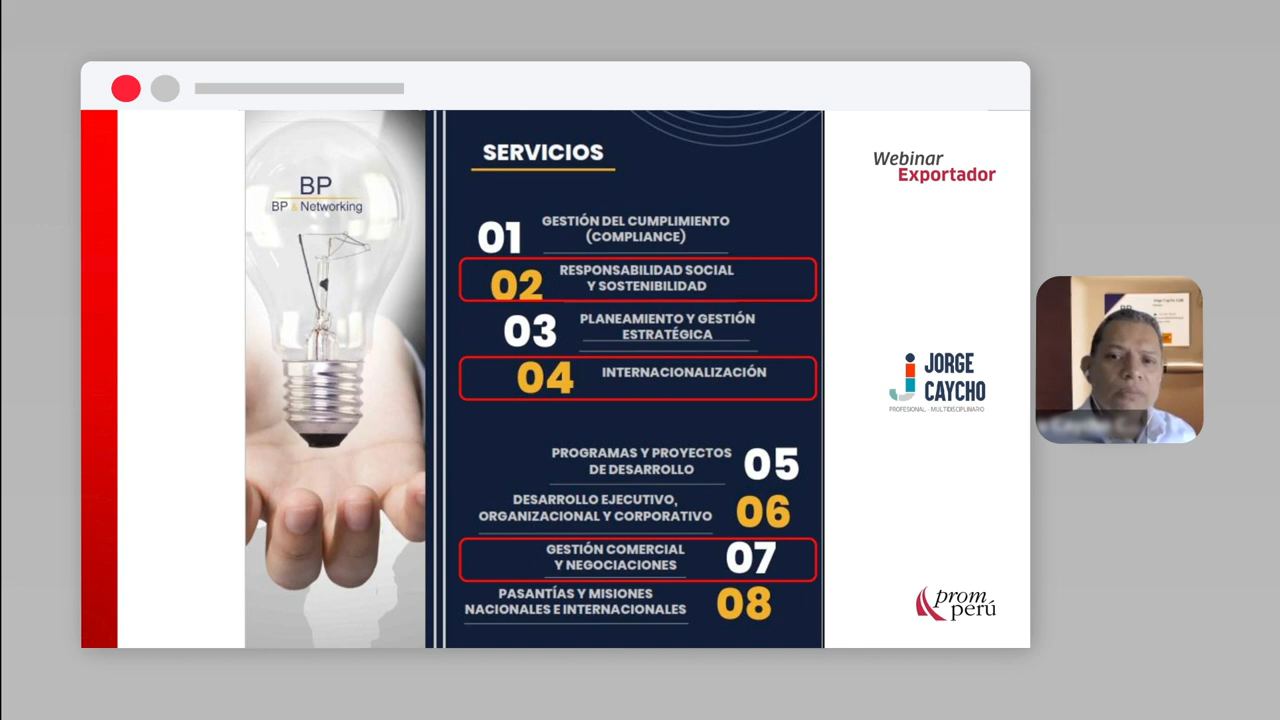 BP
BP & Networking
SERVICIOS
01
GESTIÓN DEL CUMPLIMIENTO
(COMPLIANCE)
02
RESPONSABILIDAD SOCIAL
Y SOSTENIBILIDAD
03
PLANEAMIENTO Y GESTIÓN
ESTRATÉGICA
04
INTERNACIONALIZACIÓN
PROGRAMAS Y PROYECTOS
DE DESARROLLO
05
DESARROLLO EJECUTIVO,
ORGANIZACIONAL Y CORPORATIVO
06
GESTIÓN COMERCIAL
Y NEGOCIACIONES
07
PASANTÍAS Y MISIONES
NACIONALES E INTERNACIONALES
08
Webinar
Exportador
JORGE
CAYCHO
PROFESIONAL - MULTIDISCIPLINARIO
prom
perú